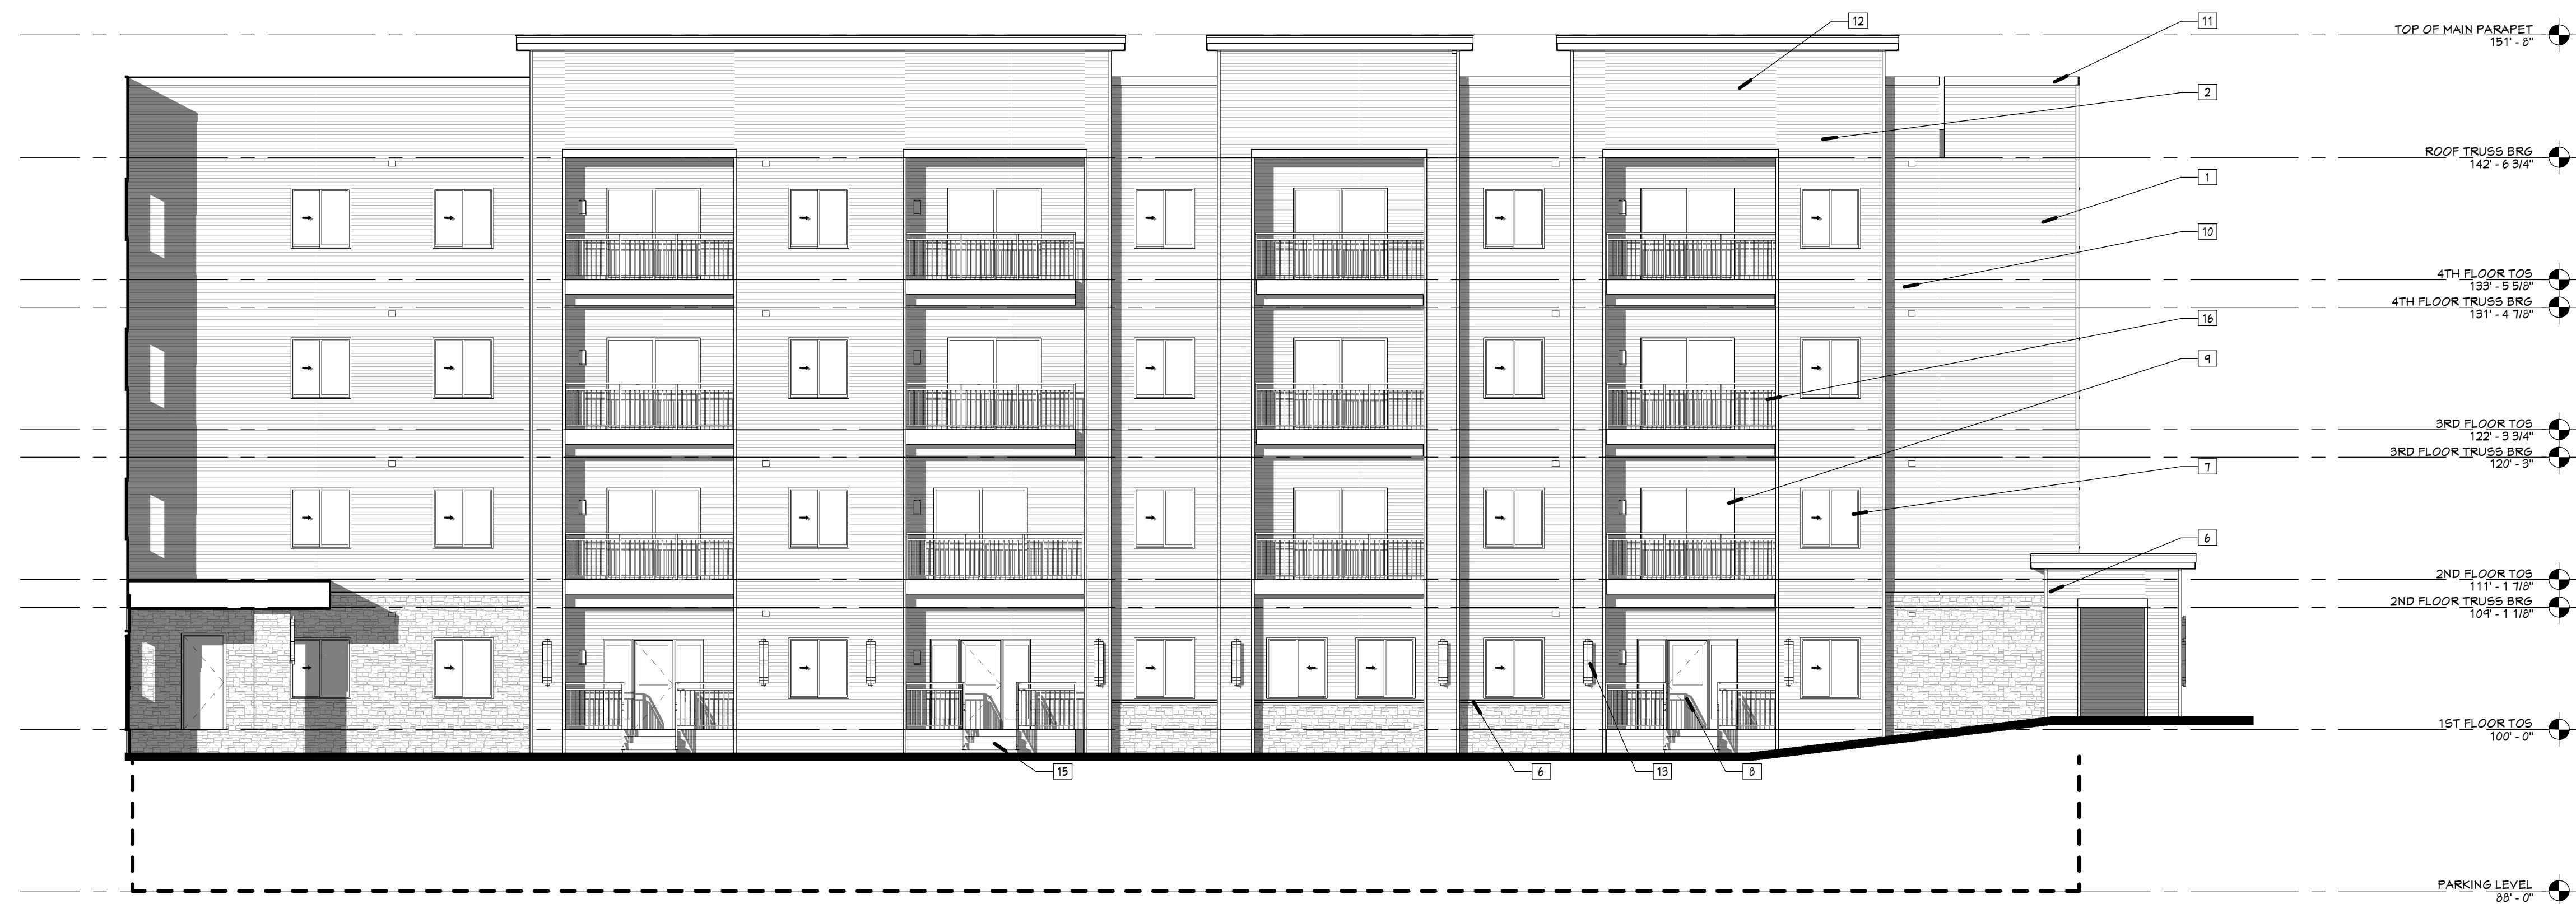 12
11
TOP OF MAIN PARAPET
151' - 8"
2
ROOF TRUSS BRG
142' - 6 3/4"
1
10
4TH FLOOR TOS
133' - 5 5/8"
4TH FLOOR TRUSS BRG
131' - 4 7/8"
16
9
3RD FLOOR TOS
122' - 3 3/4"
3RD FLOOR TRUSS BRG
120' - 3"
7
6
2ND FLOOR TOS
111' - 1 7/8"
2ND FLOOR TRUSS BRG
109' - 1 1/8"
1ST FLOOR TOS
100' - 0"
15
6
13
8
PARKING LEVEL
88' - 0"